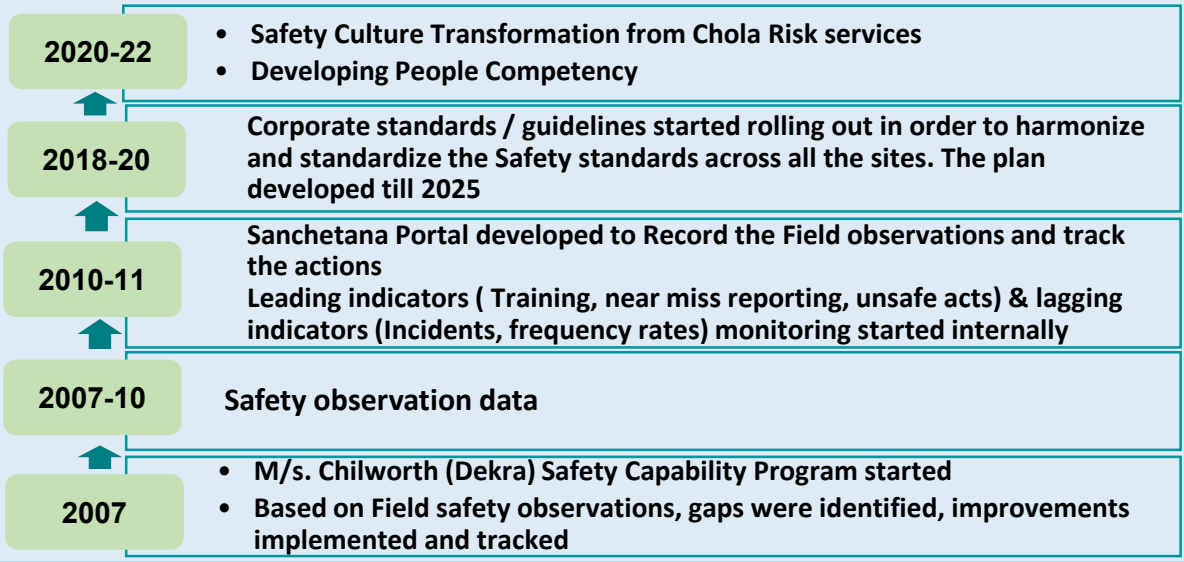 2020-22
• Safety Culture Transformation from Chola Risk services
• Developing People Competency
2018-20
Corporate standards / guidelines started rolling out in order to harmonize
and standardize the Safety standards across all the sites. The plan
developed till 2025
2010-11
Sanchetana Portal developed to Record the Field observations and track
the actions
Leading indicators ( Training, near miss reporting, unsafe acts) & lagging
indicators (Incidents, frequency rates) monitoring started internally
2007-10
Safety observation data
2007
• M/s. Chilworth (Dekra) Safety Capability Program started
• Based on Field safety observations, gaps were identified, improvements
implemented and tracked